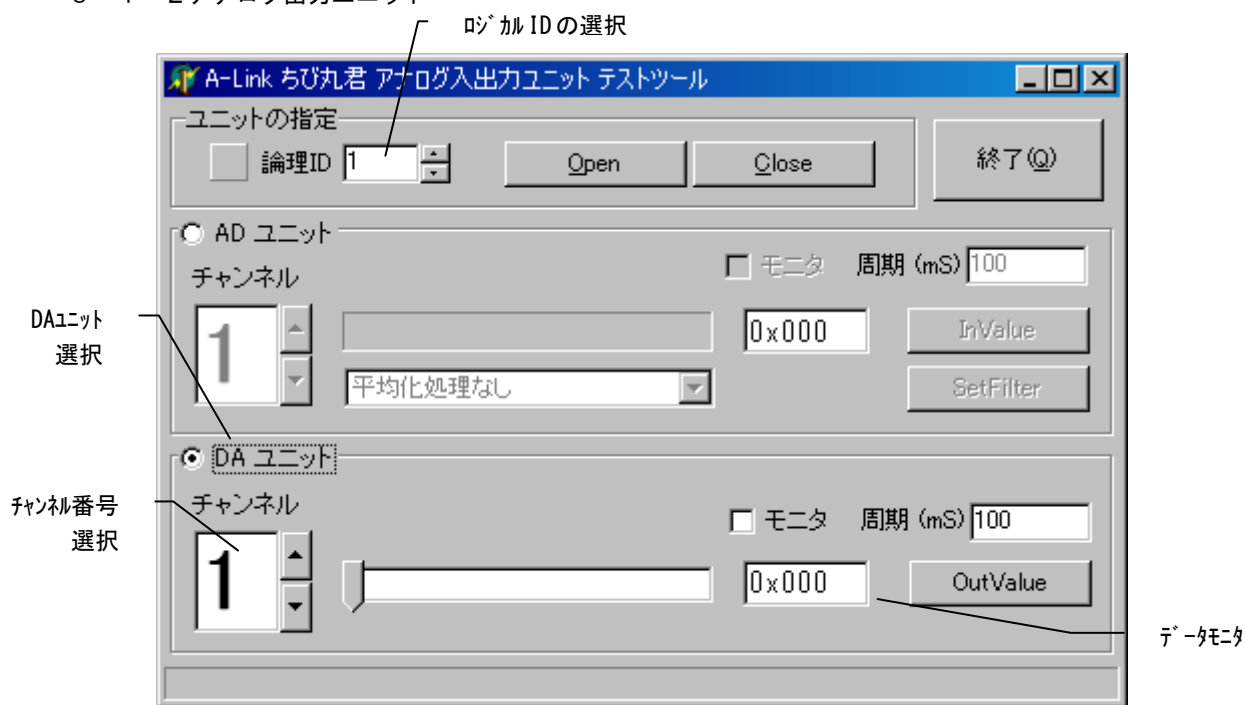 ﾛｼﾞｶﾙIDの選択
A-Link ちび丸君 アナログ入出力ユニット テストツール
ユニットの指定
論理ID 1 Open Close 終了(Q)
AD ユニット
モニタ 周期 (mS) 100
チャンネル
1 0x000 InValue
平均化処理なし SetFilter
DAﾕﾆｯﾄ
選択
DA ユニット
チャンネル
モニタ 周期 (mS) 100
1 0x000 OutValue
ﾁｬﾝﾈﾙ番号
選択
ﾃﾞｰﾀﾓﾆﾀ